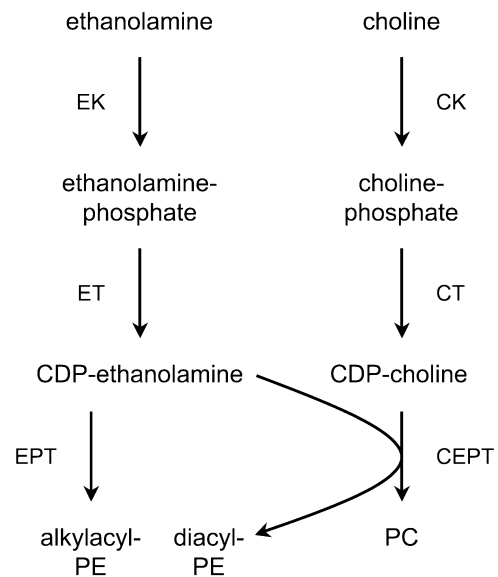 ethanolamine
choline
EK
CK
ethanolamine-
phosphate
choline-
phosphate
ET
CT
CDP-ethanolamine
CDP-choline
EPT
CEPT
alkylacyl-
PE
diacyl-
PE
PC